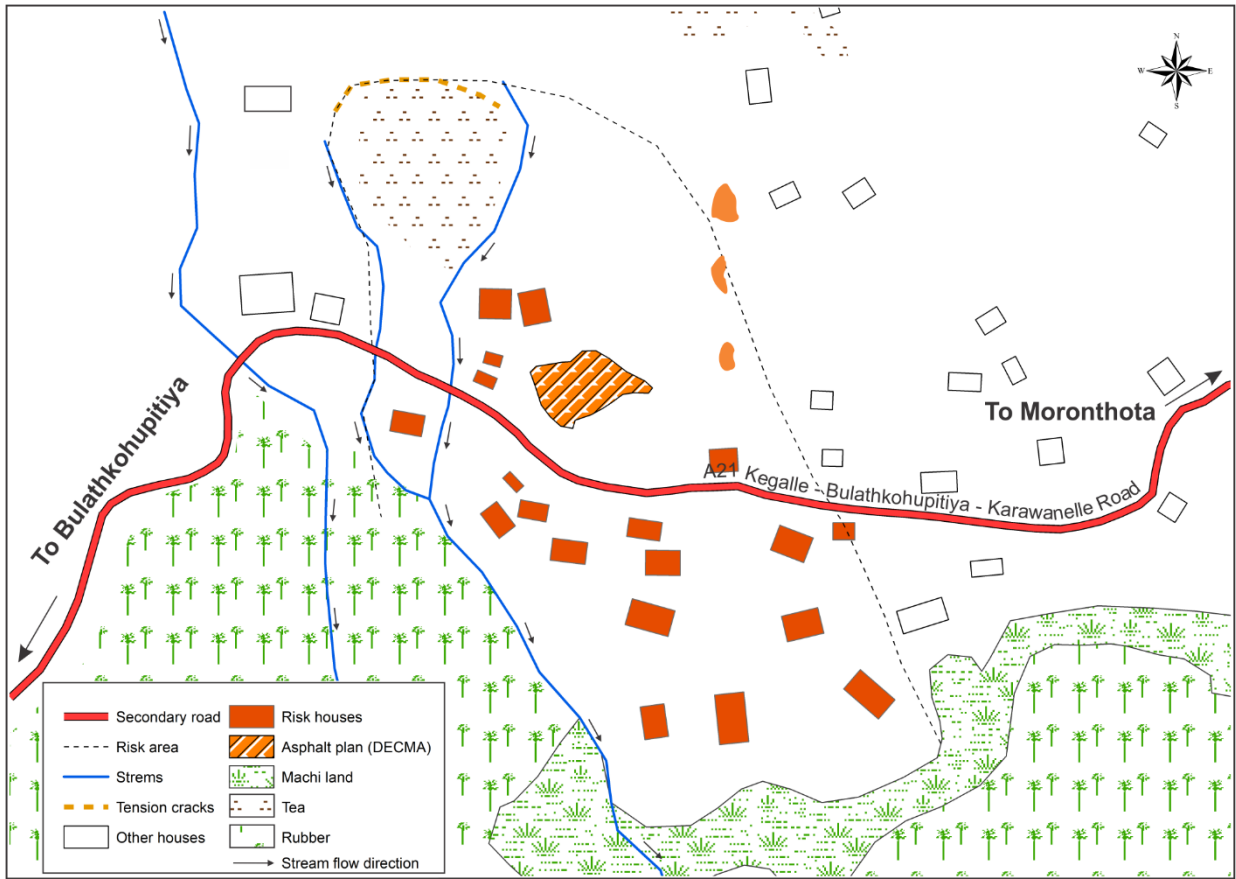 N
W
E
S
To Bulathkohupitiya
To Moronthota
A21 Kegalle - Bulathkohupitiya - Karawanelle Road
Secondary road
Risk houses
Risk area
Asphalt plan (DECMA)
Strems
Machi land
Tension cracks
Tea
Other houses
Rubber
Stream flow direction